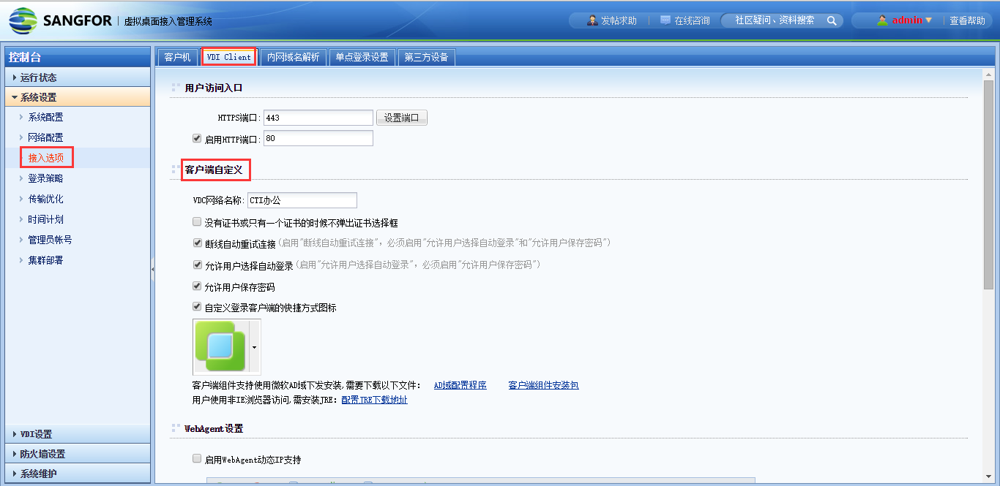 SANGFOR 虚拟桌面接入管理系统 发帖求助 在线咨询 社区疑问、资料搜索 admin 查看帮助
控制台
运行状态
系统设置
系统配置
网络配置
接入选项
登录策略
传输优化
时间计划
管理员帐号
集群部署
VDI设置
防火墙设置
系统维护
客户机 VDI Client 内网域名解析 单点登录设置 第三方设备
用户访问入口
HTTPS端口: 443 设置端口
启用HTTP端口: 80
客户端自定义
VDC网络名称: CTI办公
没有证书或只有一个证书的时候不弹出证书选择框
断线自动重试连接(启用"断线自动重试连接", 必须启用"允许用户选择自动登录"和"允许用户保存密码")
允许用户选择自动登录(启用"允许用户选择自动登录", 必须启用"允许用户保存密码")
允许用户保存密码
自定义登录客户端的快捷方式图标
客户端组件支持使用微软AD域下发安装,需要下载以下文件: AD域配置程序 客户端组件安装包
用户使用非IE浏览器访问,需安装JRE: 配置JRE下载地址
WebAgent设置
启用WebAgent动态IP支持